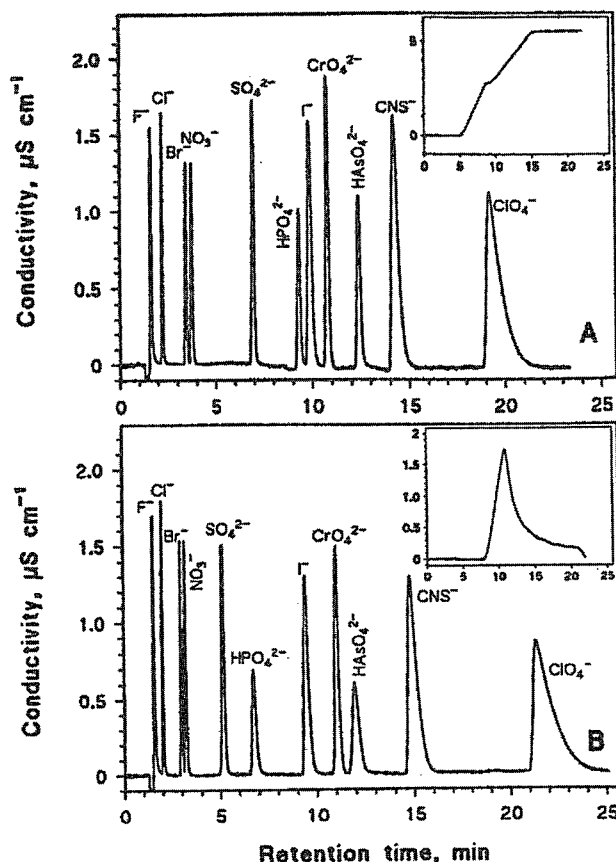 Conductivity, µS cm⁻¹
2.0
1.5
1.0
0.5
0
F⁻
Cl⁻
Br⁻
NO₃⁻
SO₄²⁻
HPO₄²⁻
I⁻
CrO₄²⁻
HAsO₄²⁻
CNS⁻
ClO₄⁻
A
0 5 10 15 20 25
0
0 5 10 15 20 25
Conductivity, µS cm⁻¹
2.0
1.5
1.0
0.5
0
F⁻
Cl⁻
Br⁻
NO₃⁻
SO₄²⁻
HPO₄²⁻
I⁻
CrO₄²⁻
HAsO₄²⁻
CNS⁻
ClO₄⁻
B
2
1.5
1
0.5
0
0 5 10 15 20 25
0 5 10 15 20 25
Retention time, min